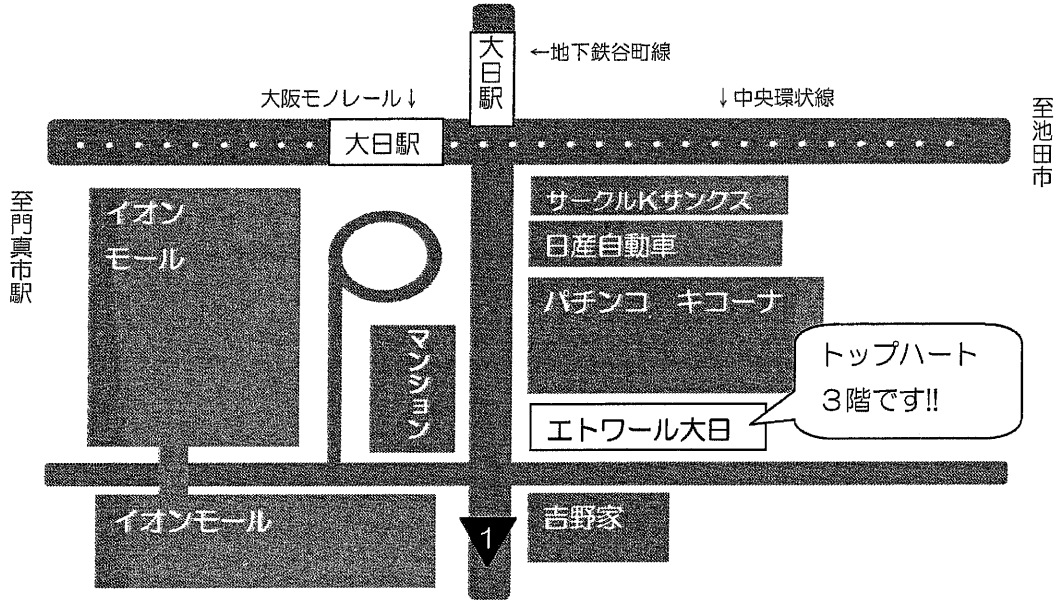 大日駅
←地下鉄谷町線
大阪モノレール↓
↓中央環状線
至池田市
大日駅
至門真市駅
イオン
モール
サークルKサンクス
日産自動車
パチンコ　キコーナ
マンション
トップハート
3階です!!
エトワール大日
イオンモール
1
吉野家